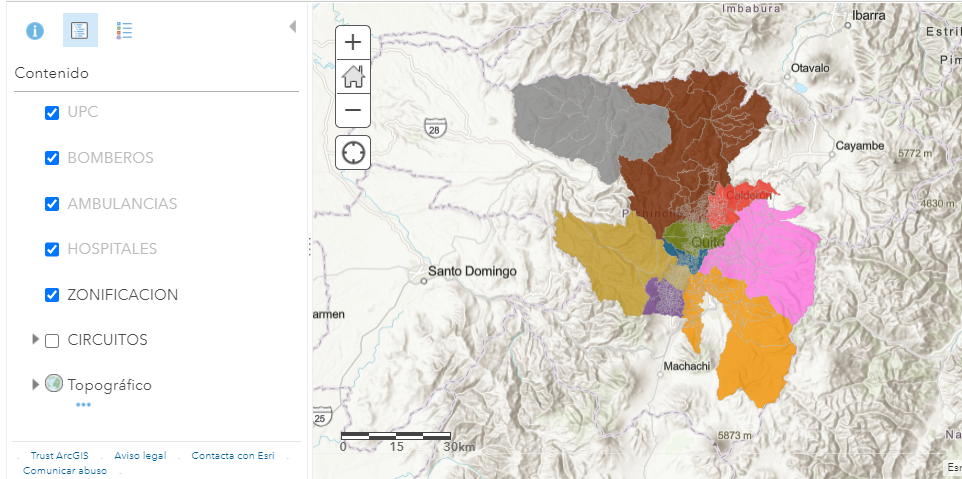 Contenido
UPC
BOMBEROS
AMBULANCIAS
HOSPITALES
ZONIFICACION
CIRCUITOS
Topográfico
Trust ArcGIS . Aviso legal . Contacta con Esri .
Comunicar abuso .
Imbabura
Ibarra
Otavalo
28
Cayambe
5772 m
4630 m
Calderón
Pichincha
Quito
Santo Domingo
armen
Machachi
25
0 15 30km
5873 m
Na
Estril
Pim
Esr